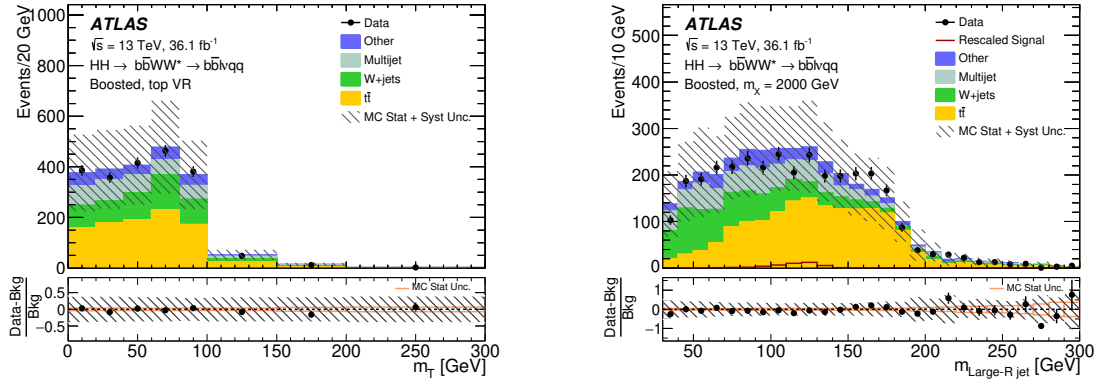 Events/20 GeV
1000
800
600
400
200
0
ATLAS
√s = 13 TeV, 36.1 fb⁻¹
HH → bb̅WW* → bb̅lνqq
Boosted, top VR
Data
Other
Multijet
W+jets
tt̅
MC Stat + Syst Unc.
Data-Bkg
Bkg
0.5
0.0
−0.5
MC Stat Unc.
0 50 100 150 200 250 300
m_T [GeV]
Events/10 GeV
500
400
300
200
100
0
ATLAS
√s = 13 TeV, 36.1 fb⁻¹
HH → bb̅WW* → bb̅lνqq
Boosted, m_X = 2000 GeV
Data
Rescaled Signal
Other
Multijet
W+jets
tt̅
MC Stat + Syst Unc.
Data-Bkg
Bkg
1
0
−1
MC Stat Unc.
50 100 150 200 250 300
m_Large-R jet [GeV]